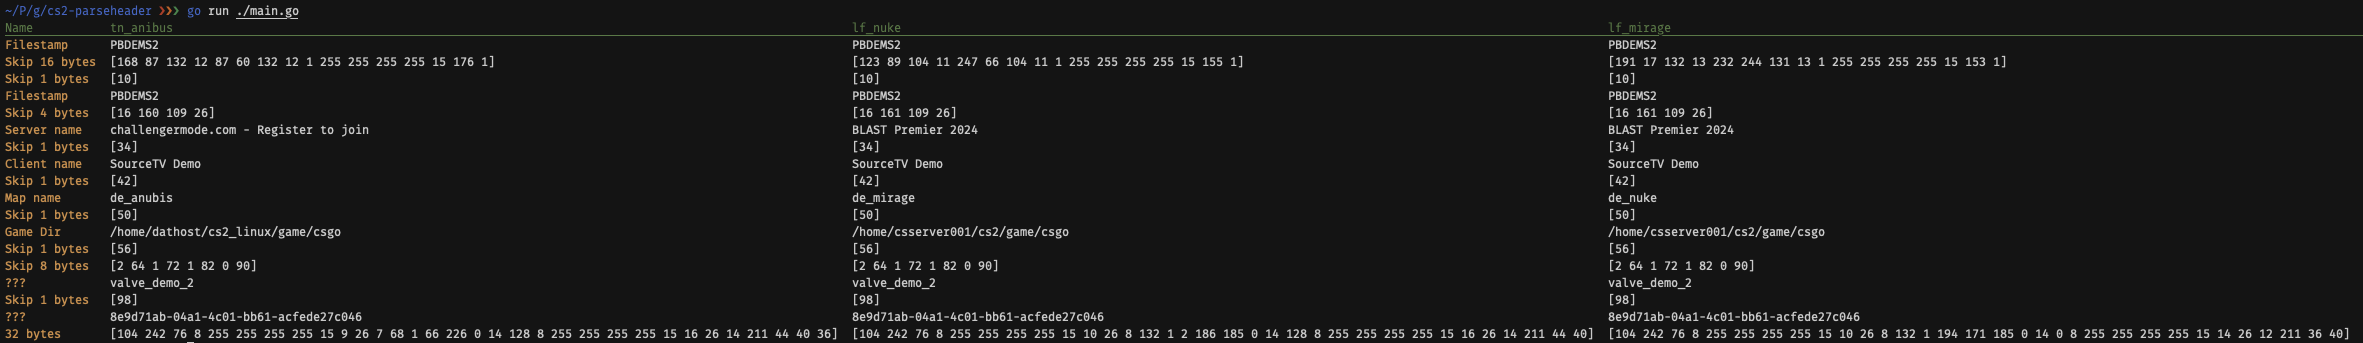 ~/P/g/cs2-parseheader ❯❯❯ go run ./main.go
Name tn_anibus lf_nuke lf_mirage
Filestamp PBDEMS2 PBDEMS2 PBDEMS2
Skip 16 bytes [168 87 132 12 87 60 132 12 1 255 255 255 255 15 176 1] [123 89 104 11 247 66 104 11 1 255 255 255 255 15 155 1] [191 17 132 13 232 244 131 13 1 255 255 255 255 15 153 1]
Skip 1 bytes [10] [10] [10]
Filestamp PBDEMS2 PBDEMS2 PBDEMS2
Skip 4 bytes [16 160 109 26] [16 161 109 26] [16 161 109 26]
Server name challengermode.com - Register to join BLAST Premier 2024 BLAST Premier 2024
Skip 1 bytes [34] [34] [34]
Client name SourceTV Demo SourceTV Demo SourceTV Demo
Skip 1 bytes [42] [42] [42]
Map name de_anubis de_mirage de_nuke
Skip 1 bytes [50] [50] [50]
Game Dir /home/dathost/cs2_linux/game/csgo /home/csserver001/cs2/game/csgo /home/csserver001/cs2/game/csgo
Skip 1 bytes [56] [56] [56]
Skip 8 bytes [2 64 1 72 1 82 0 90] [2 64 1 72 1 82 0 90] [2 64 1 72 1 82 0 90]
??? valve_demo_2 valve_demo_2 valve_demo_2
Skip 1 bytes [98] [98] [98]
??? 8e9d71ab-04a1-4c01-bb61-acfede27c046 8e9d71ab-04a1-4c01-bb61-acfede27c046 8e9d71ab-04a1-4c01-bb61-acfede27c046
32 bytes [104 242 76 8 255 255 255 255 15 9 26 7 68 1 66 226 0 14 128 8 255 255 255 255 15 16 26 14 211 44 40 36] [104 242 76 8 255 255 255 255 15 10 26 8 132 1 2 186 185 0 14 128 8 255 255 255 255 15 16 26 14 211 44 40] [104 242 76 8 255 255 255 255 15 10 26 8 132 1 194 171 185 0 14 0 8 255 255 255 255 15 14 26 12 211 36 40]